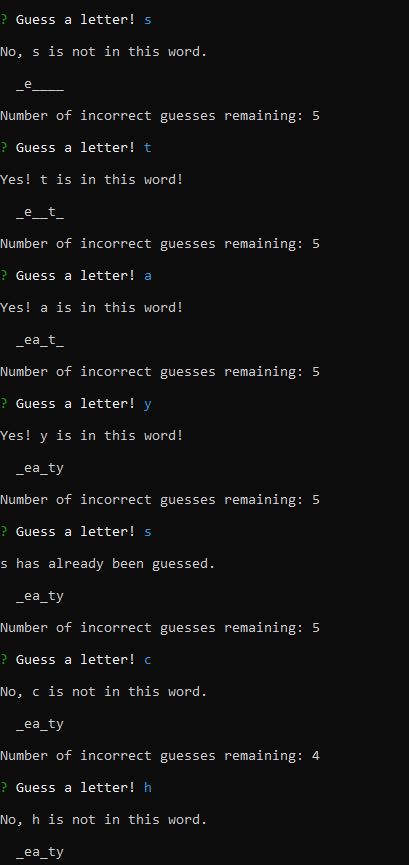 ? Guess a letter! s
No, s is not in this word.
_e____
Number of incorrect guesses remaining: 5
? Guess a letter! t
Yes! t is in this word!
_e__t_
Number of incorrect guesses remaining: 5
? Guess a letter! a
Yes! a is in this word!
_ea_t_
Number of incorrect guesses remaining: 5
? Guess a letter! y
Yes! y is in this word!
_ea_ty
Number of incorrect guesses remaining: 5
? Guess a letter! s
s has already been guessed.
_ea_ty
Number of incorrect guesses remaining: 5
? Guess a letter! c
No, c is not in this word.
_ea_ty
Number of incorrect guesses remaining: 4
? Guess a letter! h
No, h is not in this word.
_ea_ty